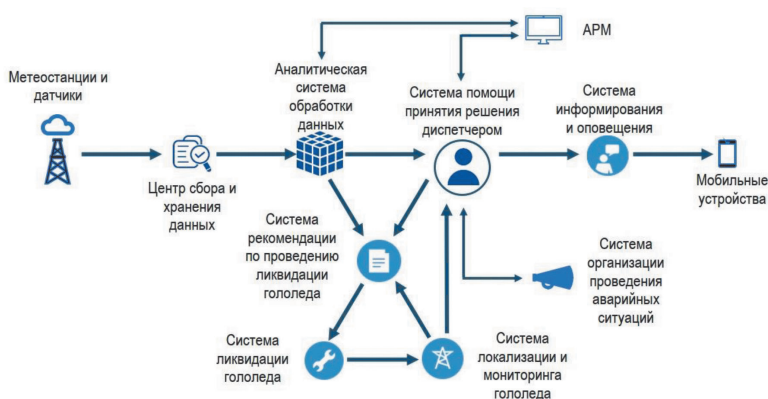 АРМ
Метеостанции и
датчики
Аналитическая
система
обработки
данных
Система помощи
принятия решения
диспетчером
Система
информирования
и оповещения
Центр сбора и
хранения
данных
Мобильные
устройства
Система
рекомендации
по проведению
ликвидации
гололеда
Система
организации
проведения
аварийных
ситуаций
Система
ликвидации
гололеда
Система
локализации и
мониторинга
гололеда